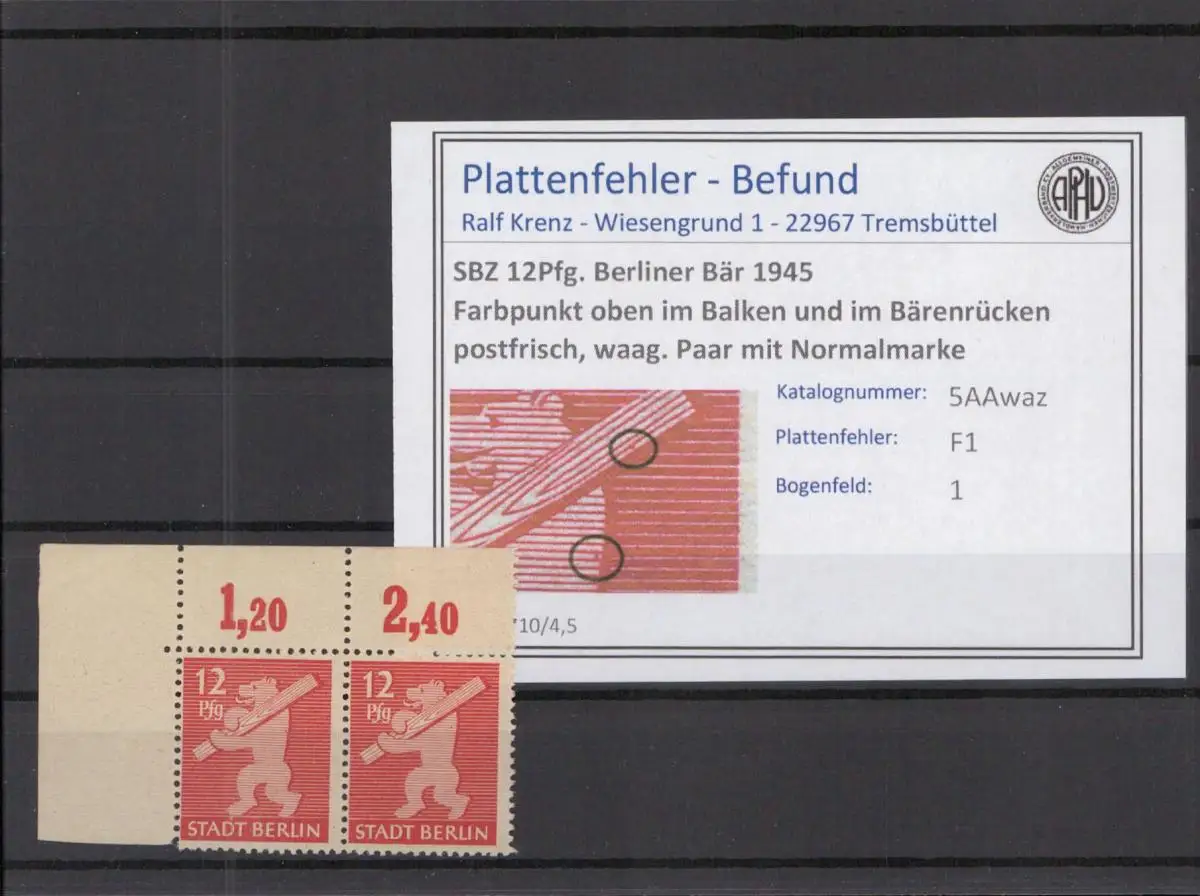 Plattenfehler - Befund
Ralf Krenz - Wiesengrund 1 - 22967 Tremsbüttel
APHV
SBZ 12Pfg. Berliner Bär 1945
Farbpunkt oben im Balken und im Bärenrücken
postfrisch, waag. Paar mit Normalmarke
Katalognummer: 5AAwaz
Plattenfehler: F1
Bogenfeld: 1
10/4,5
1,20 2,40
12 Pfg
STADT BERLIN
12 Pfg
STADT BERLIN